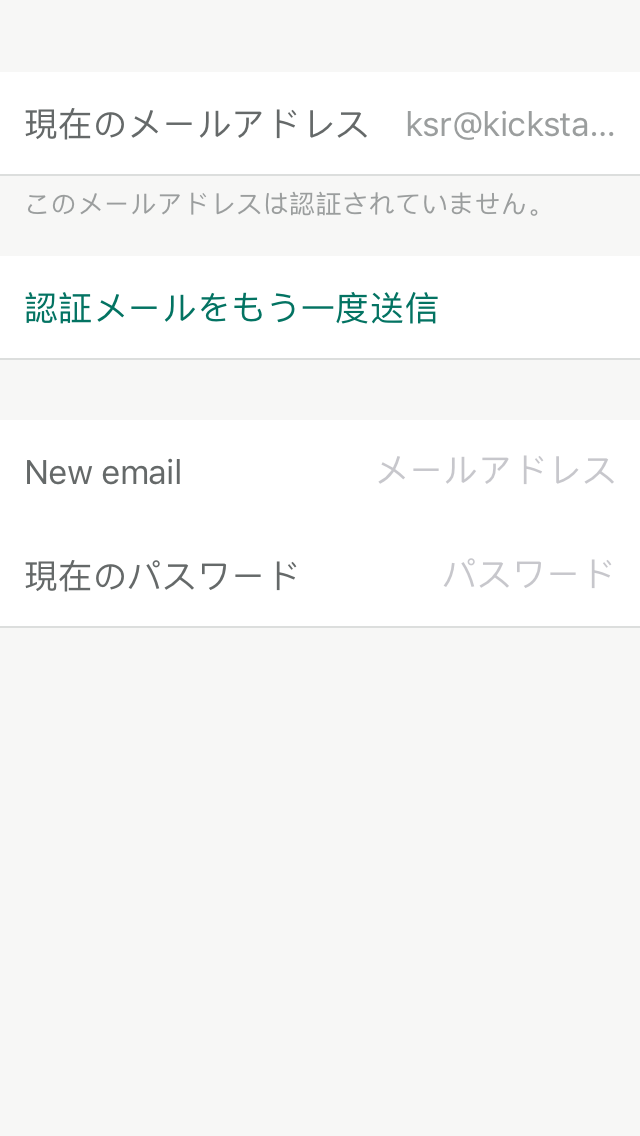 現在のメールアドレス ksr@kicksta...
このメールアドレスは認証されていません。
認証メールをもう一度送信
New email メールアドレス
現在のパスワード パスワード